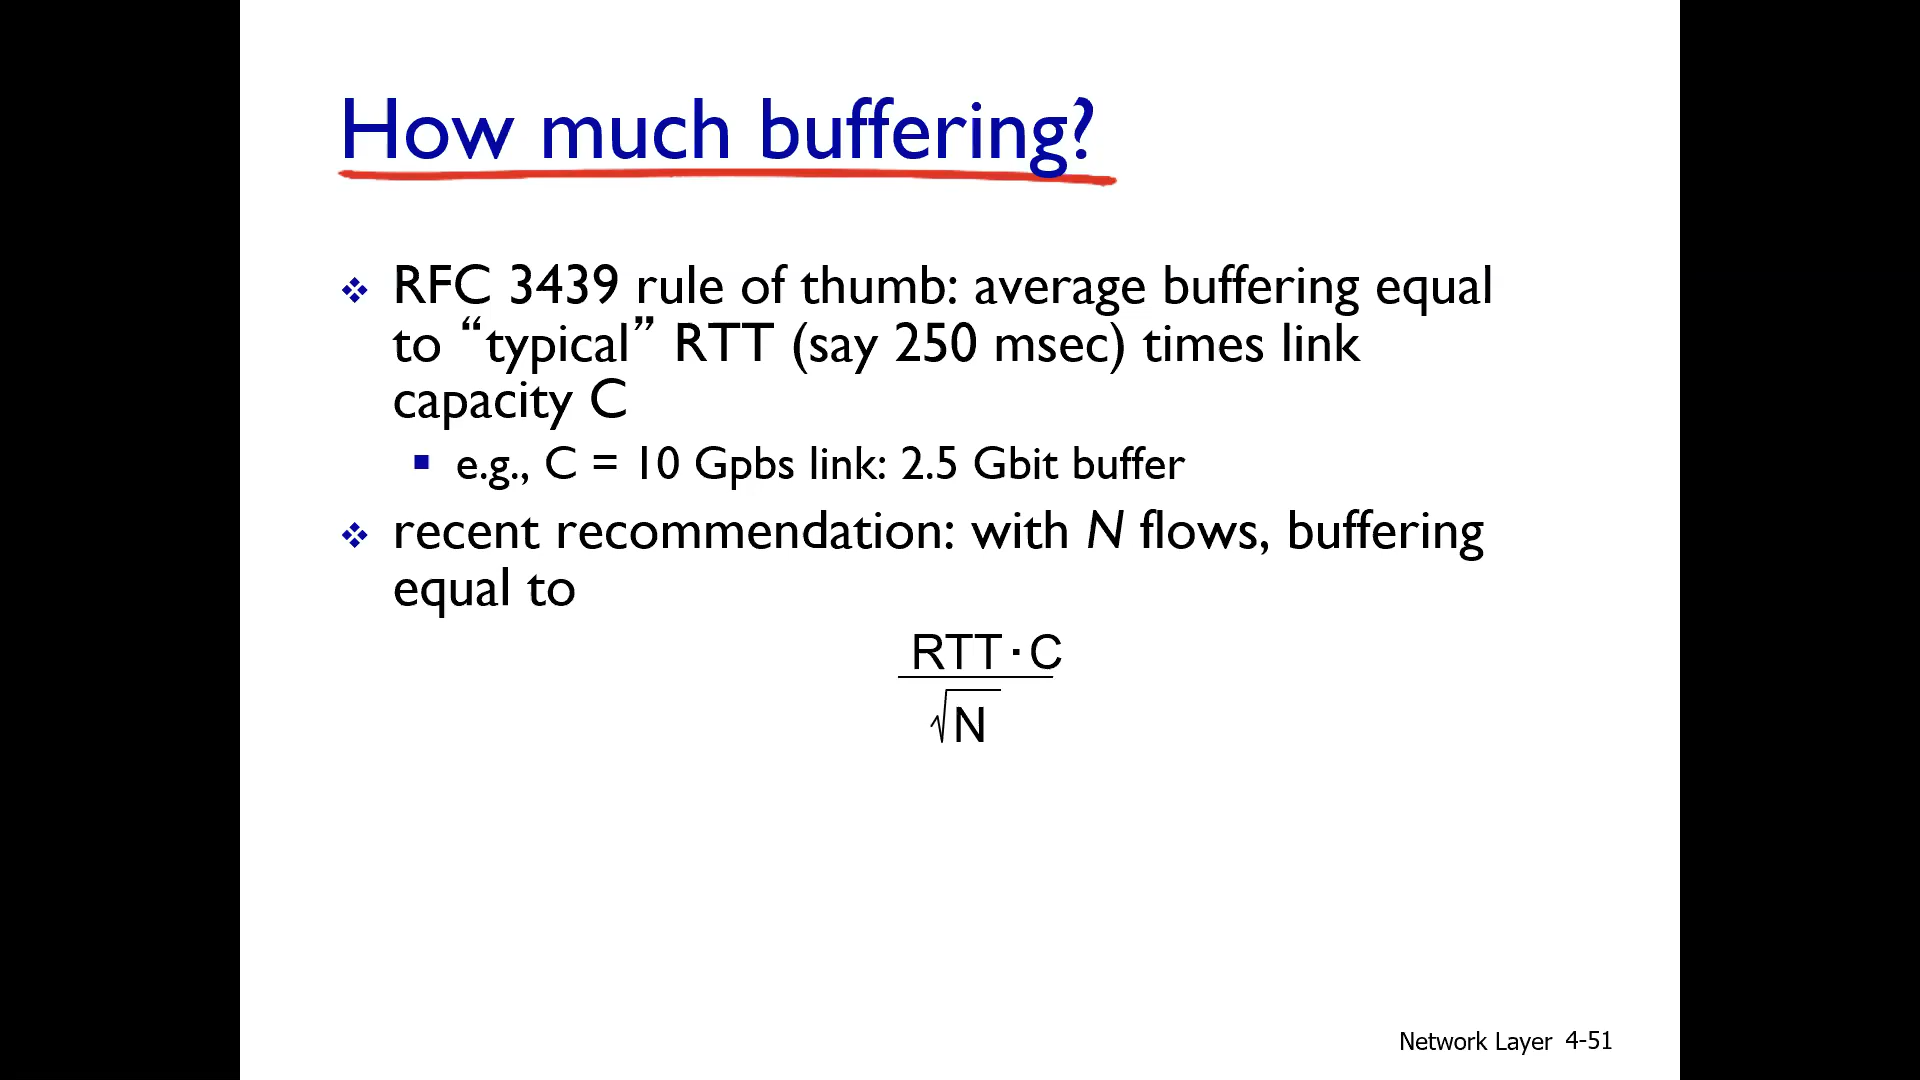 How much buffering?
❖ RFC 3439 rule of thumb: average buffering equal
to “typical” RTT (say 250 msec) times link
capacity C
▪ e.g., C = 10 Gpbs link: 2.5 Gbit buffer
❖ recent recommendation: with N flows, buffering
equal to
RTT · C
√N
Network Layer 4-51